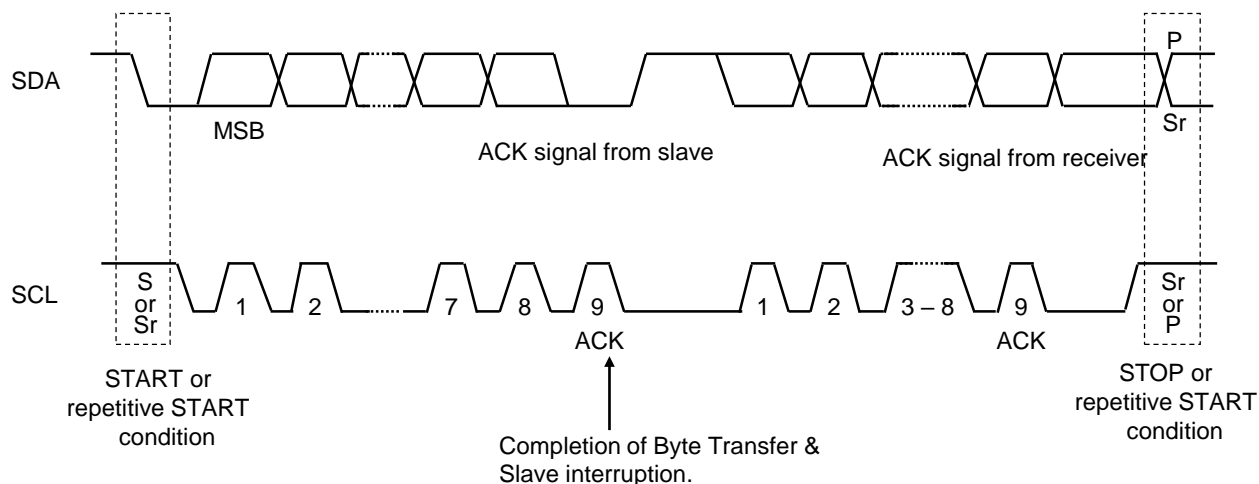 P
SDA
MSB
Sr
ACK signal from slave
ACK signal from receiver
SCL
S
or
Sr
1
2
7
8
9
1
2
3 – 8
9
Sr
or
P
ACK
ACK
START or
repetitive START
condition
STOP or
repetitive START
condition
Completion of Byte Transfer &
Slave interruption.